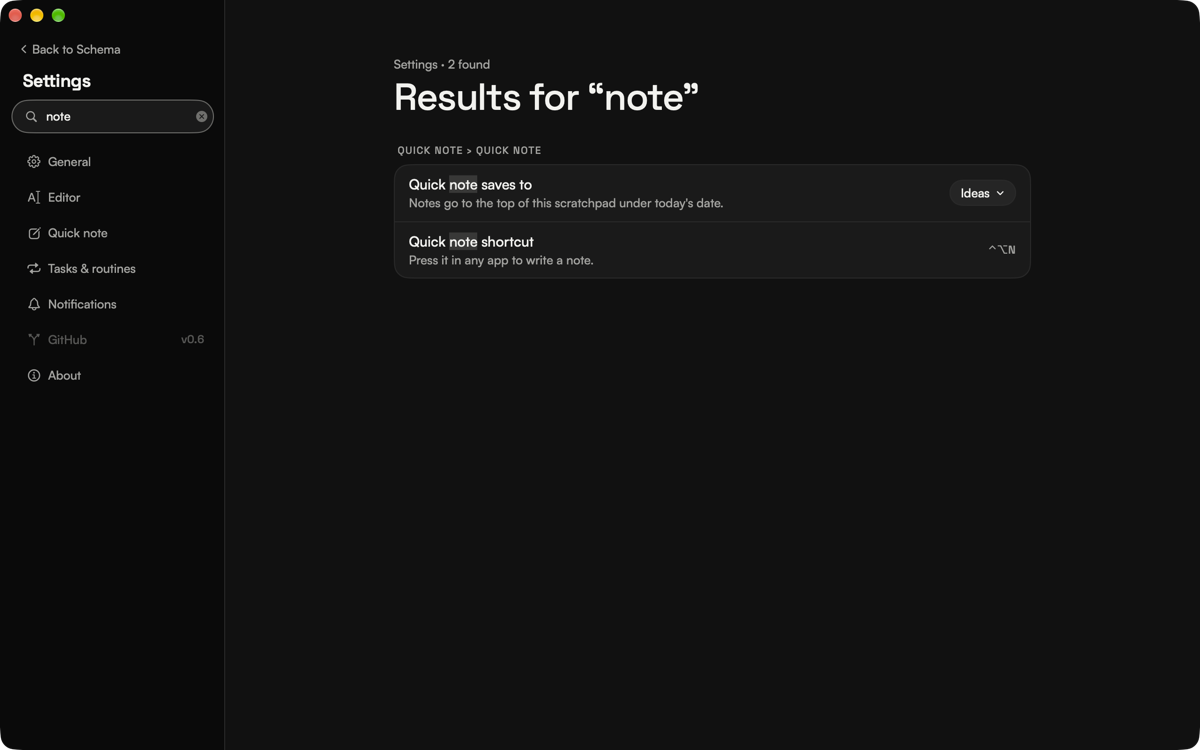 Back to Schema
Settings
note
General
Editor
Quick note
Tasks & routines
Notifications
GitHub v0.6
About
Settings · 2 found
Results for “note”
QUICK NOTE > QUICK NOTE
Quick note saves to
Notes go to the top of this scratchpad under today's date.
Ideas
Quick note shortcut
Press it in any app to write a note.
^⌥N